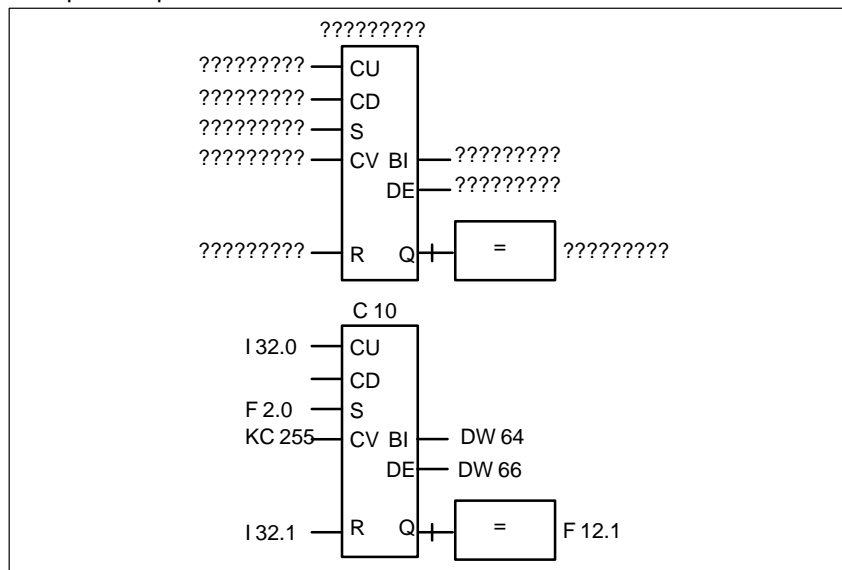 ?????????
????????? CU
????????? CD
????????? S
????????? CV BI ?????????
DE ?????????
????????? R Q = ?????????
C 10
I 32.0 CU
CD
F 2.0 S
KC 255 CV BI DW 64
DE DW 66
I 32.1 R Q = F 12.1